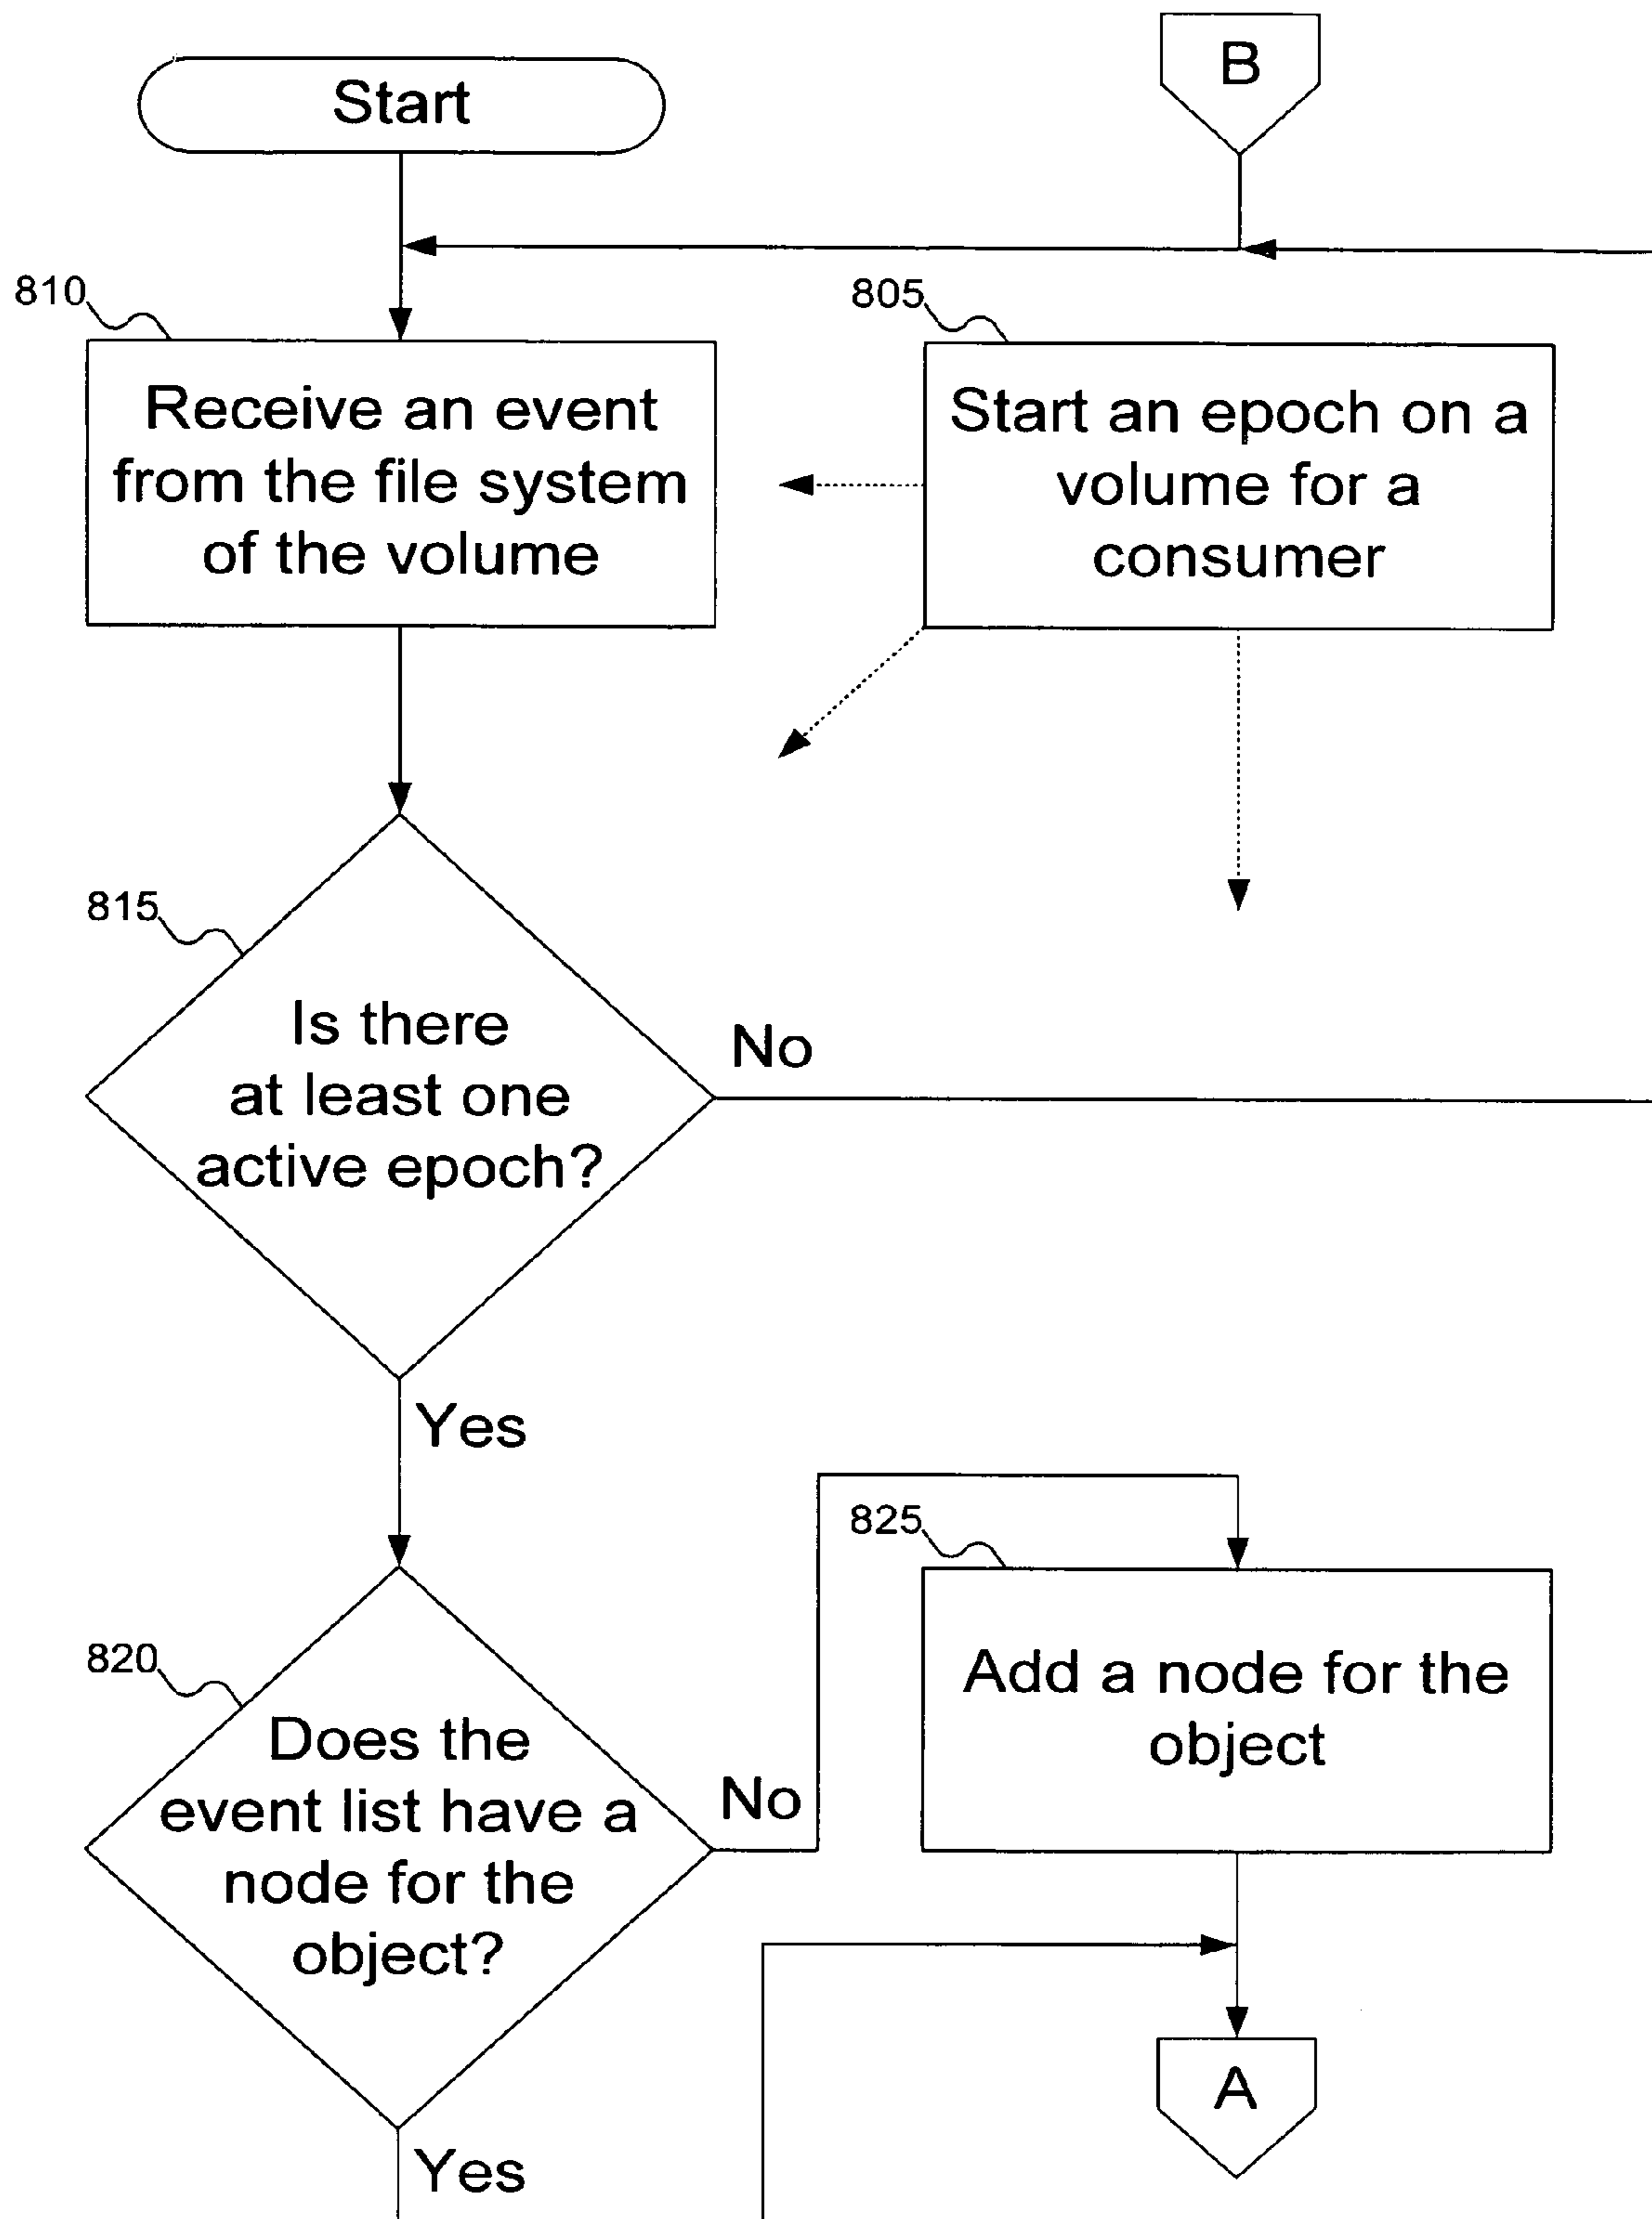 Start
B
810
Receive an event
from the file system
of the volume
805
Start an epoch on a
volume for a
consumer
815
Is there
at least one
active epoch?
No
Yes
820
Does the
event list have a
node for the
object?
No
825
Add a node for the
object
A
Yes